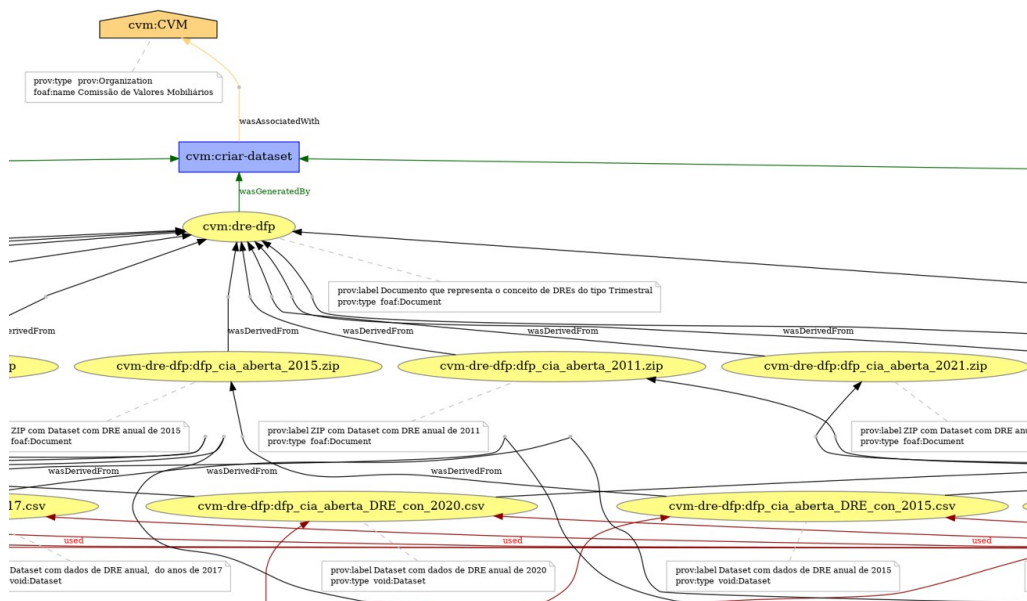 cvm:CVM
prov:type prov:Organization
foaf:name Comissão de Valores Mobiliários
wasAssociatedWith
cvm:criar-dataset
wasGeneratedBy
cvm:dre-dfp
prov:label Documento que representa o conceito de DREs do tipo Trimestral
prov:type foaf:Document
erivedFrom
wasDerivedFrom
wasDerivedFrom
wasDerivedFrom
p
cvm-dre-dfp:dfp_cia_aberta_2015.zip
cvm-dre-dfp:dfp_cia_aberta_2011.zip
cvm-dre-dfp:dfp_cia_aberta_2021.zip
ZIP com Dataset com DRE anual de 2015
foaf:Document
prov:label ZIP com Dataset com DRE anual de 2011
prov:type foaf:Document
prov:label ZIP com Dataset com DRE anu
prov:type foaf:Document
wasDerivedFrom
wasDerivedFrom
wasDerivedFrom
17.csv
cvm-dre-dfp:dfp_cia_aberta_DRE_con_2020.csv
cvm-dre-dfp:dfp_cia_aberta_DRE_con_2015.csv
used
used
used
Dataset com dados de DRE anual, do anos de 2017
void:Dataset
prov:label Dataset com dados de DRE anual de 2020
prov:type void:Dataset
prov:label Dataset com dados de DRE anual de 2015
prov:type void:Dataset